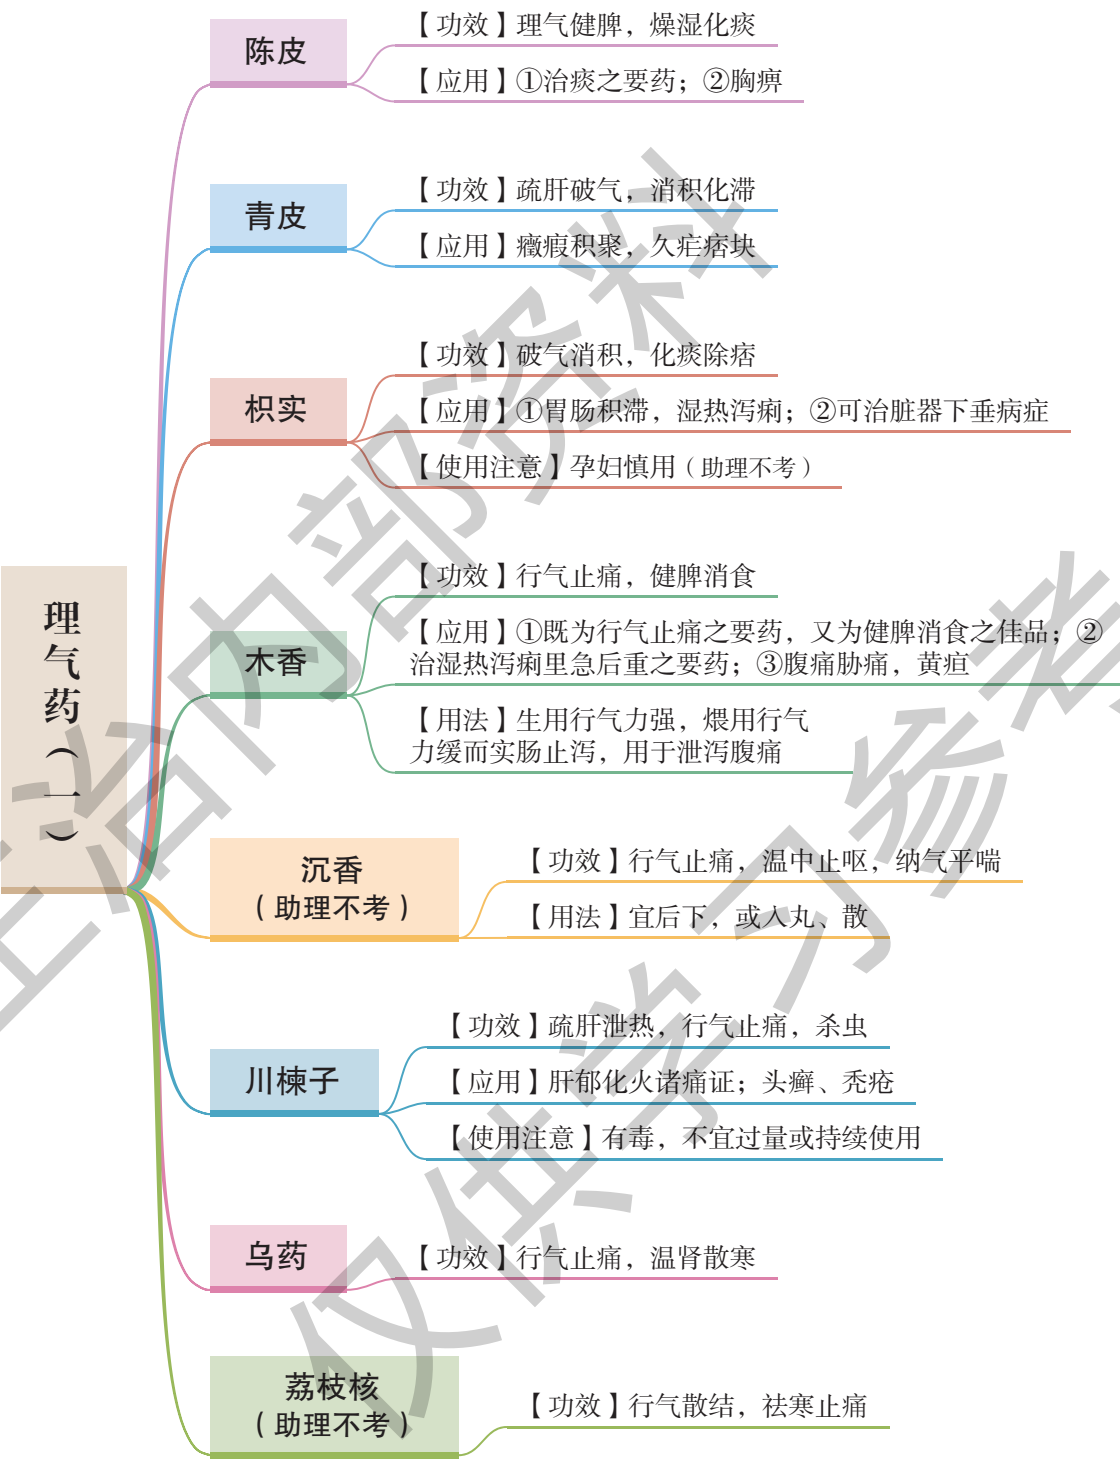 理气药（一）
陈皮
【功效】理气健脾，燥湿化痰
【应用】①治痰之要药；②胸痹
青皮
【功效】疏肝破气，消积化滞
【应用】癥瘕积聚，久疟痞块
枳实
【功效】破气消积，化痰除痞
【应用】①胃肠积滞，湿热泻痢；②可治脏器下垂病症
【使用注意】孕妇慎用（助理不考）
木香
【功效】行气止痛，健脾消食
【应用】①既为行气止痛之要药，又为健脾消食之佳品；②
治湿热泻痢里急后重之要药；③腹痛胁痛，黄疸
【用法】生用行气力强，煨用行气
力缓而实肠止泻，用于泄泻腹痛
沉香
（助理不考）
【功效】行气止痛，温中止呕，纳气平喘
【用法】宜后下，或入丸、散
川楝子
【功效】疏肝泄热，行气止痛，杀虫
【应用】肝郁化火诸痛证；头癣、秃疮
【使用注意】有毒，不宜过量或持续使用
乌药
【功效】行气止痛，温肾散寒
荔枝核
（助理不考）
【功效】行气散结，祛寒止痛
治内部资料
仅供学习参考